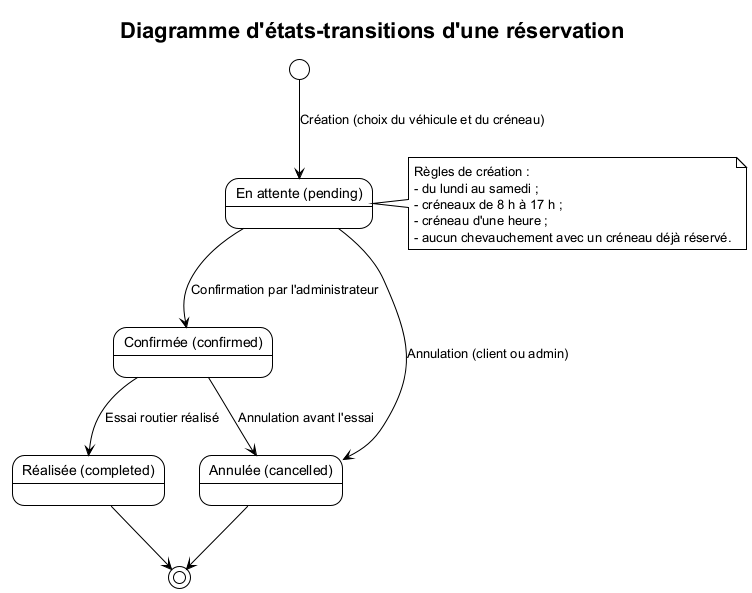 Diagramme d'états-transitions d'une réservation
Création (choix du véhicule et du créneau)
En attente (pending)
Règles de création :
- du lundi au samedi ;
- créneaux de 8 h à 17 h ;
- créneau d'une heure ;
- aucun chevauchement avec un créneau déjà réservé.
Confirmation par l'administrateur
Confirmée (confirmed)
Annulation (client ou admin)
Essai routier réalisé
Annulation avant l'essai
Réalisée (completed)
Annulée (cancelled)